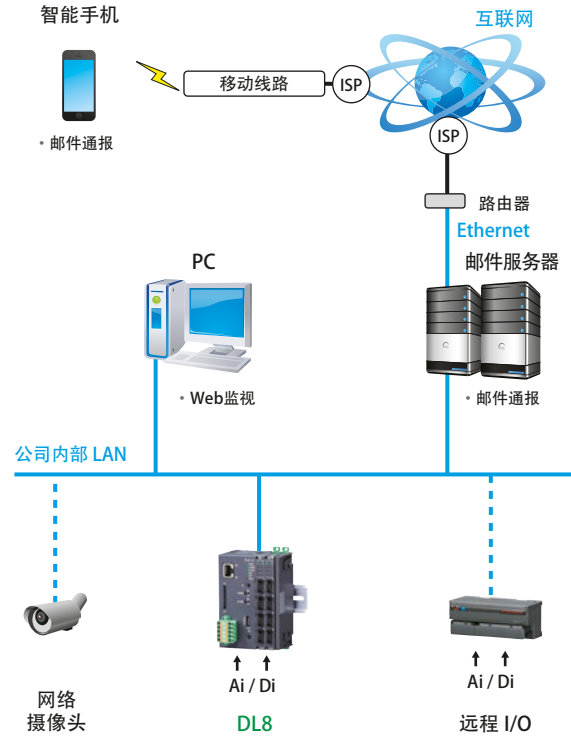 智能手机
互联网
移动线路
ISP
ISP
• 邮件通报
路由器
Ethernet
PC
邮件服务器
• Web监视
• 邮件通报
公司内部 LAN
Ai / Di
Ai / Di
网络
摄像头
DL8
远程 I/O